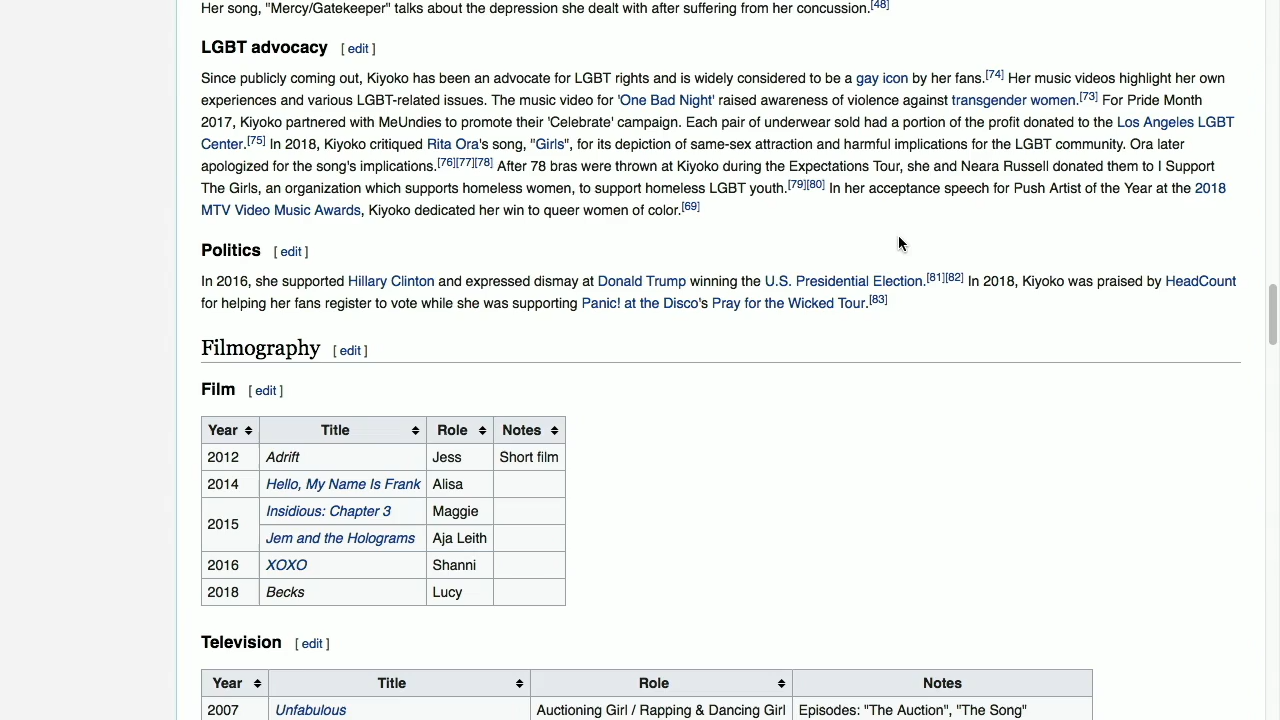 Her song, "Mercy/Gatekeeper" talks about the depression she dealt with after suffering from her concussion.[48]
LGBT advocacy [ edit ]
Since publicly coming out, Kiyoko has been an advocate for LGBT rights and is widely considered to be a gay icon by her fans.[74] Her music videos highlight her own
experiences and various LGBT-related issues. The music video for 'One Bad Night' raised awareness of violence against transgender women.[73] For Pride Month
2017, Kiyoko partnered with MeUndies to promote their 'Celebrate' campaign. Each pair of underwear sold had a portion of the profit donated to the Los Angeles LGBT
Center.[75] In 2018, Kiyoko critiqued Rita Ora's song, "Girls", for its depiction of same-sex attraction and harmful implications for the LGBT community. Ora later
apologized for the song's implications.[76][77][78] After 78 bras were thrown at Kiyoko during the Expectations Tour, she and Neara Russell donated them to I Support
The Girls, an organization which supports homeless women, to support homeless LGBT youth.[79][80] In her acceptance speech for Push Artist of the Year at the 2018
MTV Video Music Awards, Kiyoko dedicated her win to queer women of color.[69]
Politics [ edit ]
In 2016, she supported Hillary Clinton and expressed dismay at Donald Trump winning the U.S. Presidential Election.[81][82] In 2018, Kiyoko was praised by HeadCount
for helping her fans register to vote while she was supporting Panic! at the Disco's Pray for the Wicked Tour.[83]
Filmography [ edit ]
Film [ edit ]
Year Title Role Notes
2012 Adrift Jess Short film
2014 Hello, My Name Is Frank Alisa
2015 Insidious: Chapter 3 Maggie
Jem and the Holograms Aja Leith
2016 XOXO Shanni
2018 Becks Lucy
Television [ edit ]
Year Title Role Notes
2007 Unfabulous Auctioning Girl / Rapping & Dancing Girl Episodes: "The Auction", "The Song"